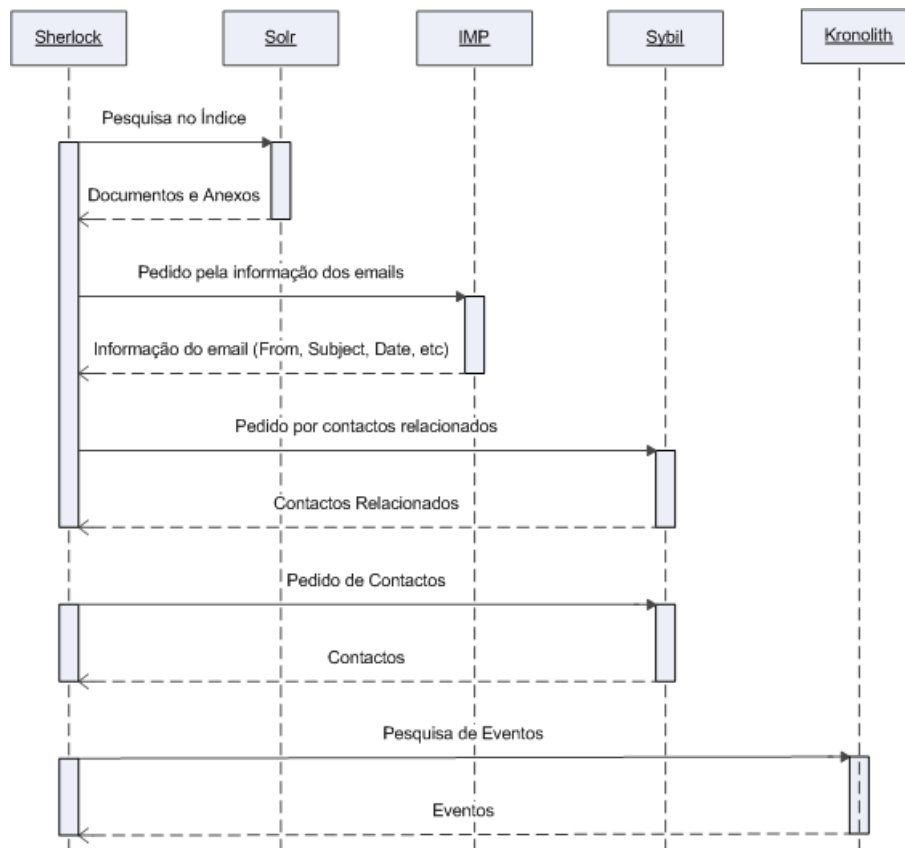 Sherlock
Solr
IMP
Sybil
Kronolith
Pesquisa no Índice
Documentos e Anexos
Pedido pela informação dos emails
Informação do email (From, Subject, Date, etc)
Pedido por contactos relacionados
Contactos Relacionados
Pedido de Contactos
Contactos
Pesquisa de Eventos
Eventos